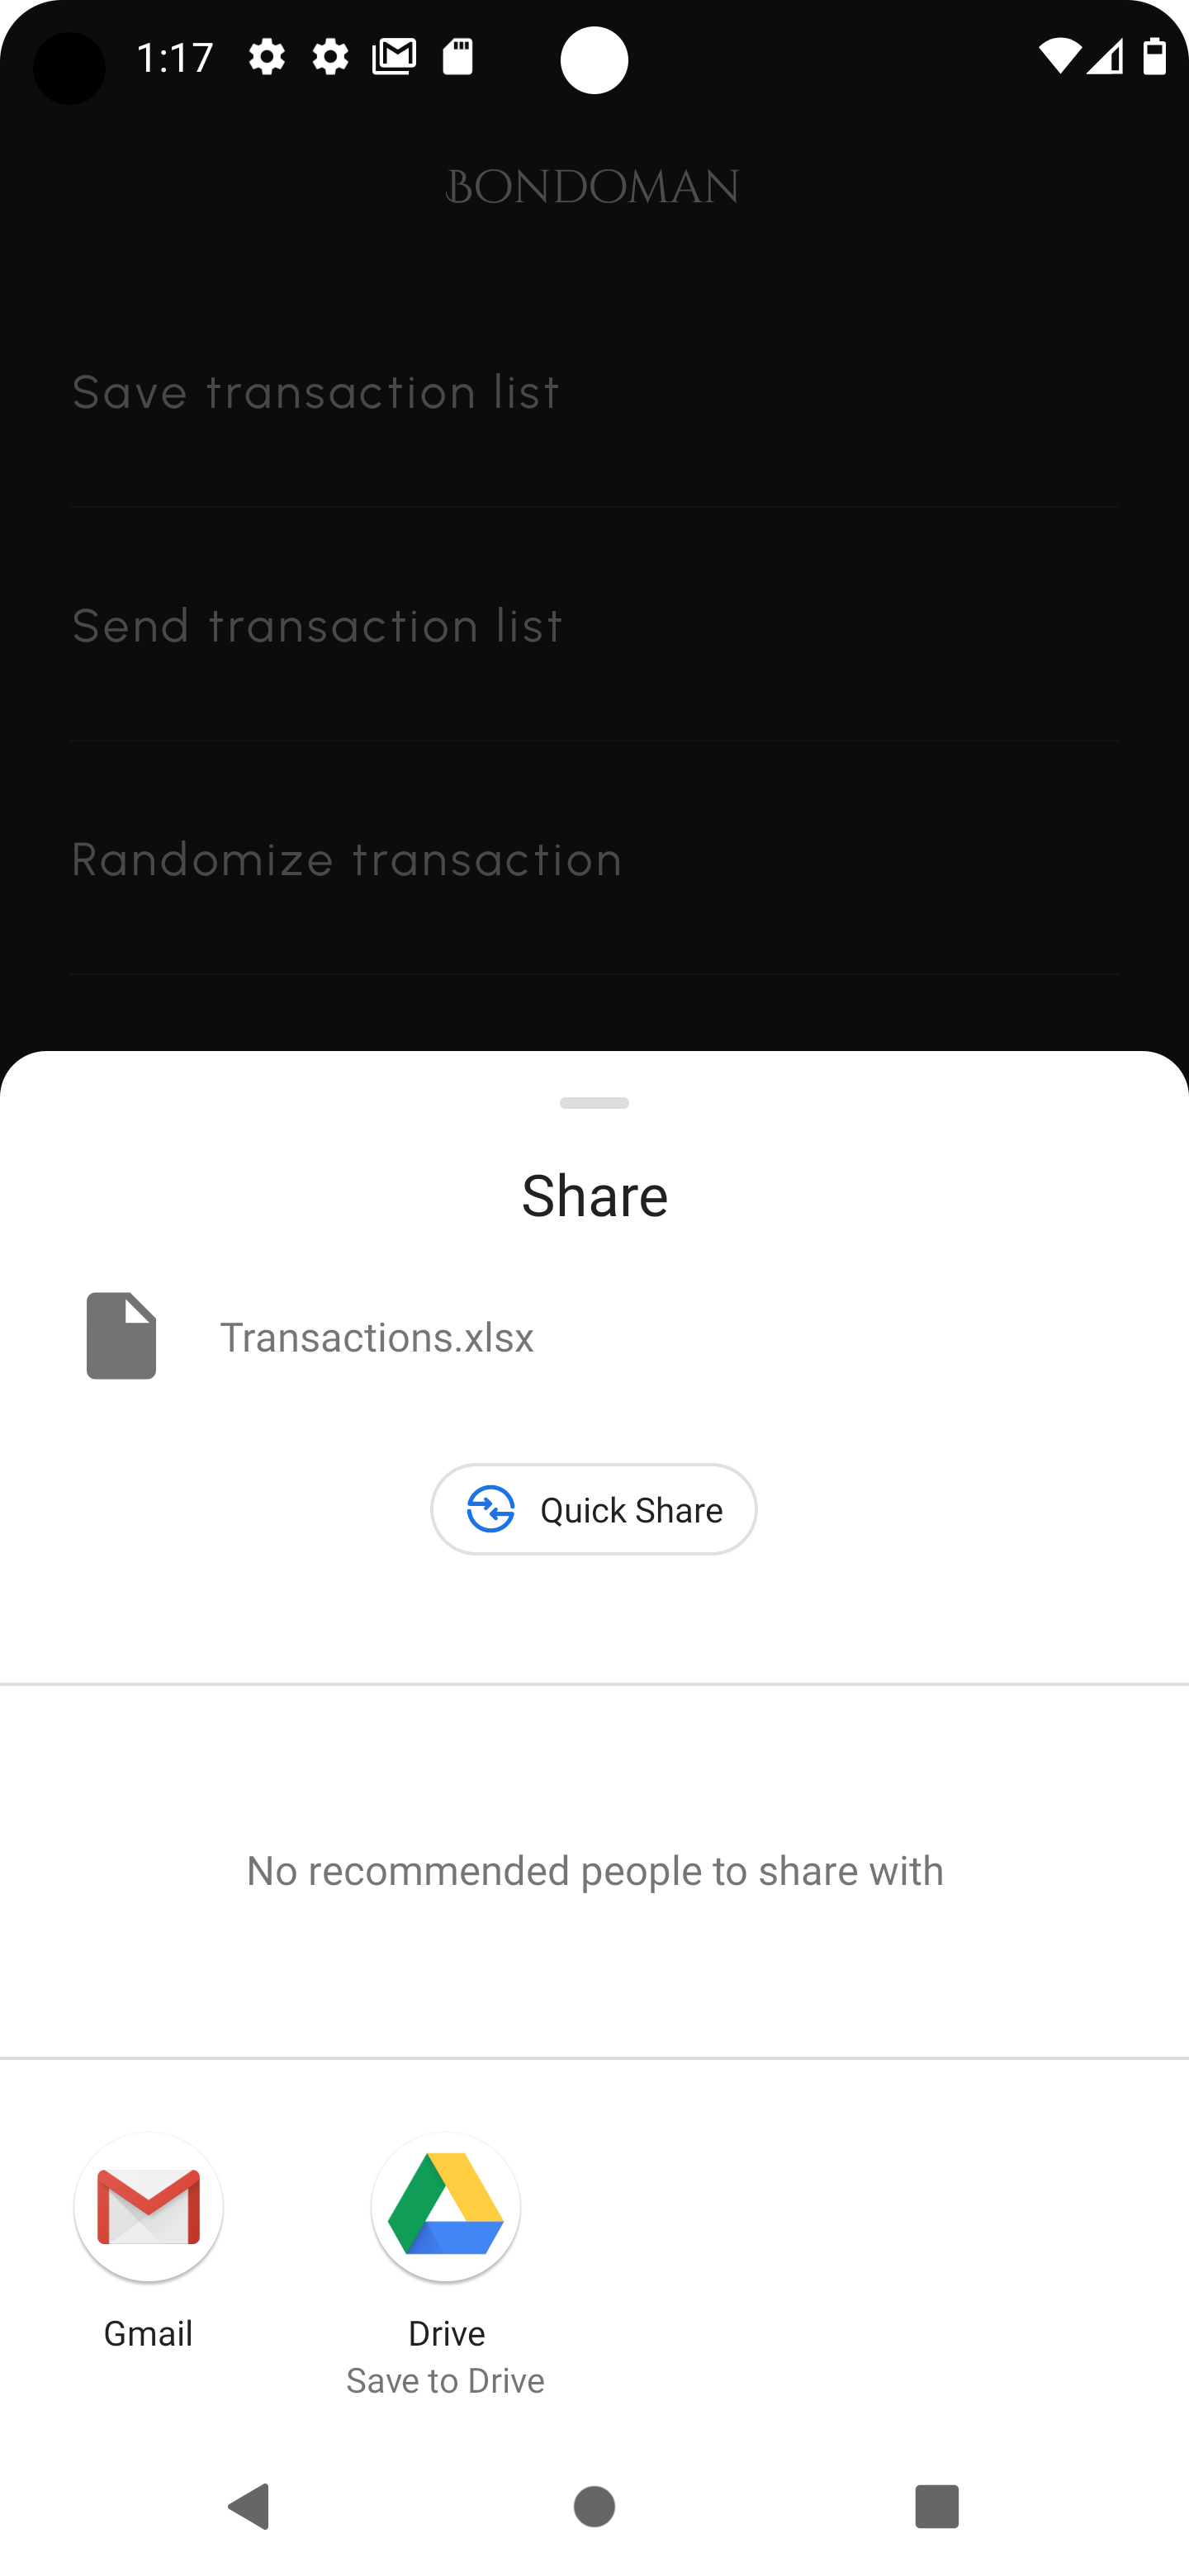 1:17
BONDOMAN
Save transaction list
Send transaction list
Randomize transaction
Share
Transactions.xlsx
Quick Share
No recommended people to share with
Gmail
Drive
Save to Drive